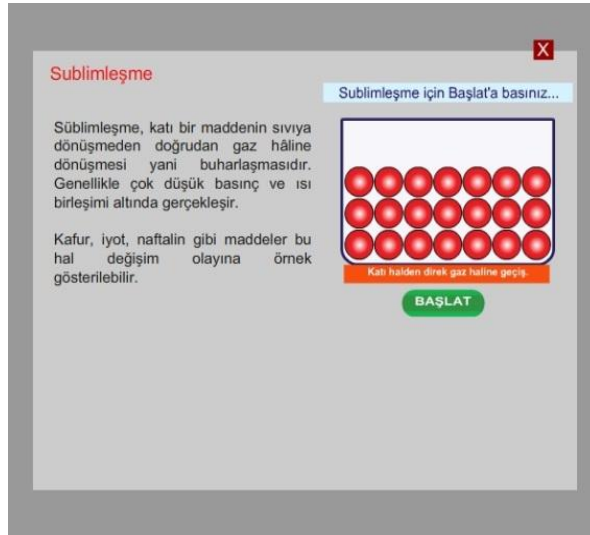 X
Sublimleşme
Sublimleşme için Başlat'a basınız...
Süblimleşme, katı bir maddenin sıvıya
dönüşmeden doğrudan gaz hâline
dönüşmesi yani buharlaşmasıdır.
Genellikle çok düşük basınç ve ısı
birleşimi altında gerçekleşir.
Kafur, iyot, naftalin gibi maddeler bu
hal değişim olayına örnek
gösterilebilir.
Katı halden direk gaz haline geçiş.
BAŞLAT